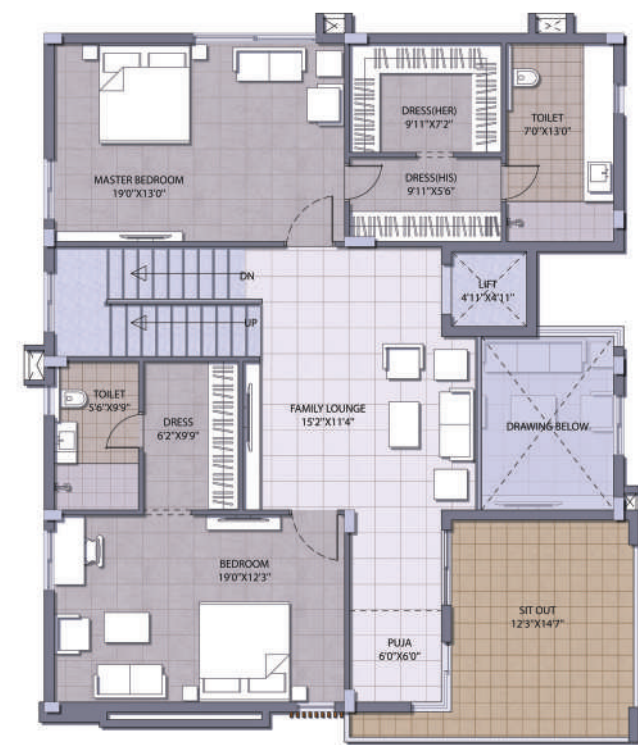 DRESS(HER)
9'11"X7'2"
TOILET
7'0"X13'0"
MASTER BEDROOM
19'0"X13'0"
DRESS(HIS)
9'11"X5'6"
DN
LIFT
4'11"X4'11"
UP
TOILET
5'6"X9'9"
DRESS
6'2"X9'9"
FAMILY LOUNGE
15'2"X11'4"
DRAWING BELOW
BEDROOM
19'0"X12'3"
SIT OUT
12'3"X14'7"
PUJA
6'0"X6'0"